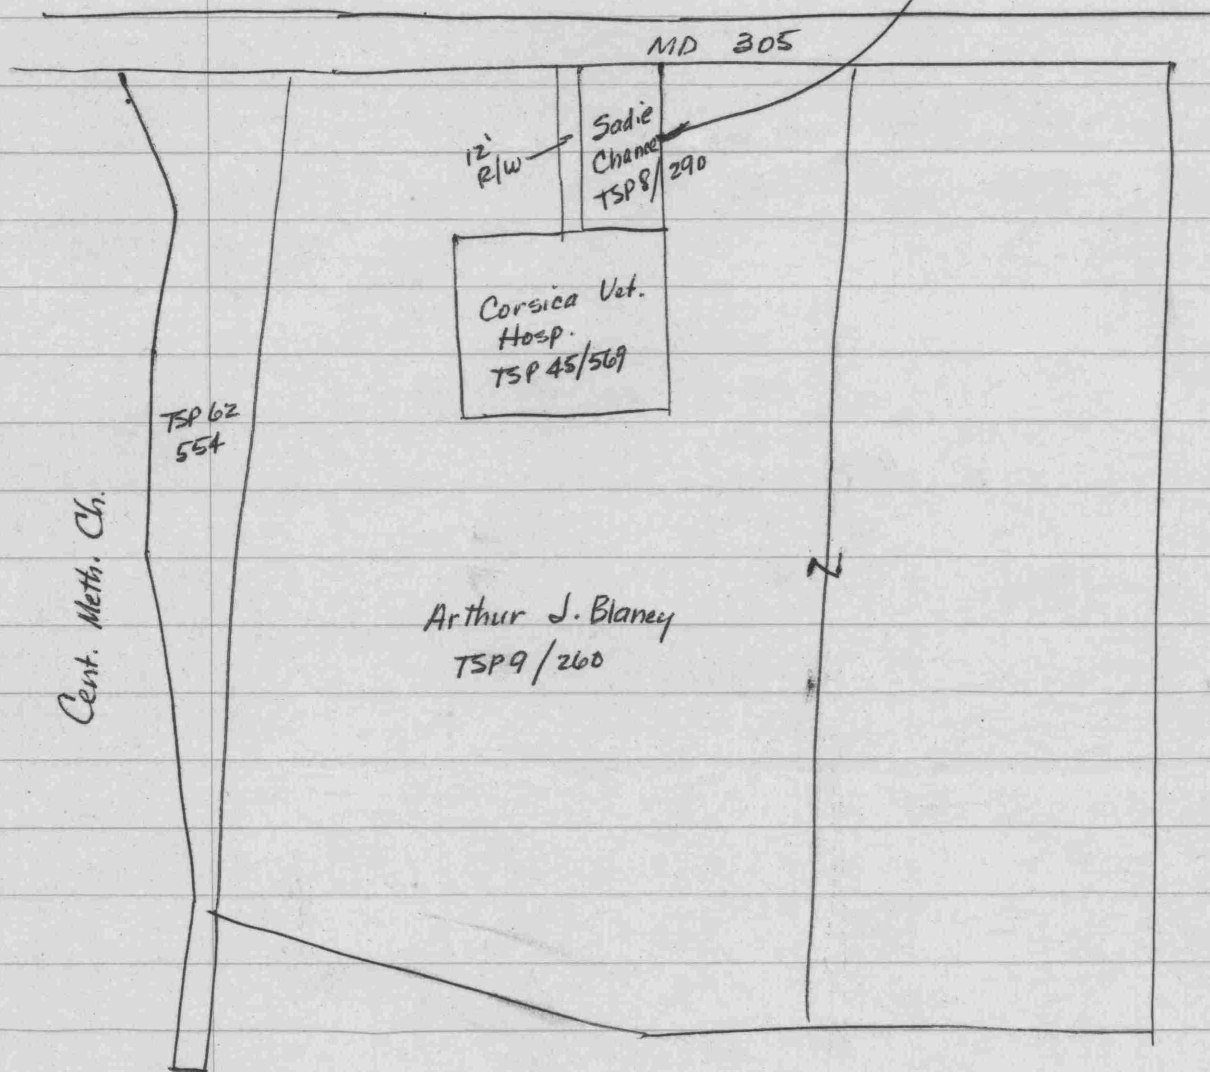 MD 305
12'
R/W
Sadie
Chance
TSP 8/290
Corsica Vet.
Hosp.
TSP 45/569
TSP 62
554
Cent. Meth. Ch.
Arthur J. Blaney
TSP 9/260